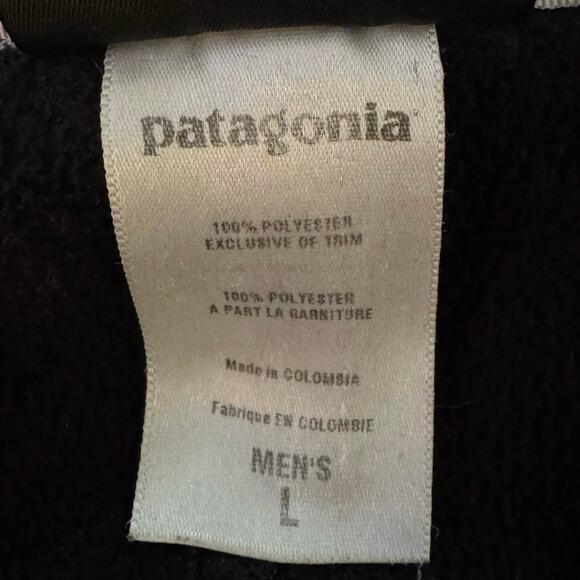 patagonia
100% POLYESTER
EXCLUSIVE OF TRIM
100% POLYESTER
A PART LA GARNITURE
Made in COLOMBIA
Fabrique EN COLOMBIE
MEN'S
L